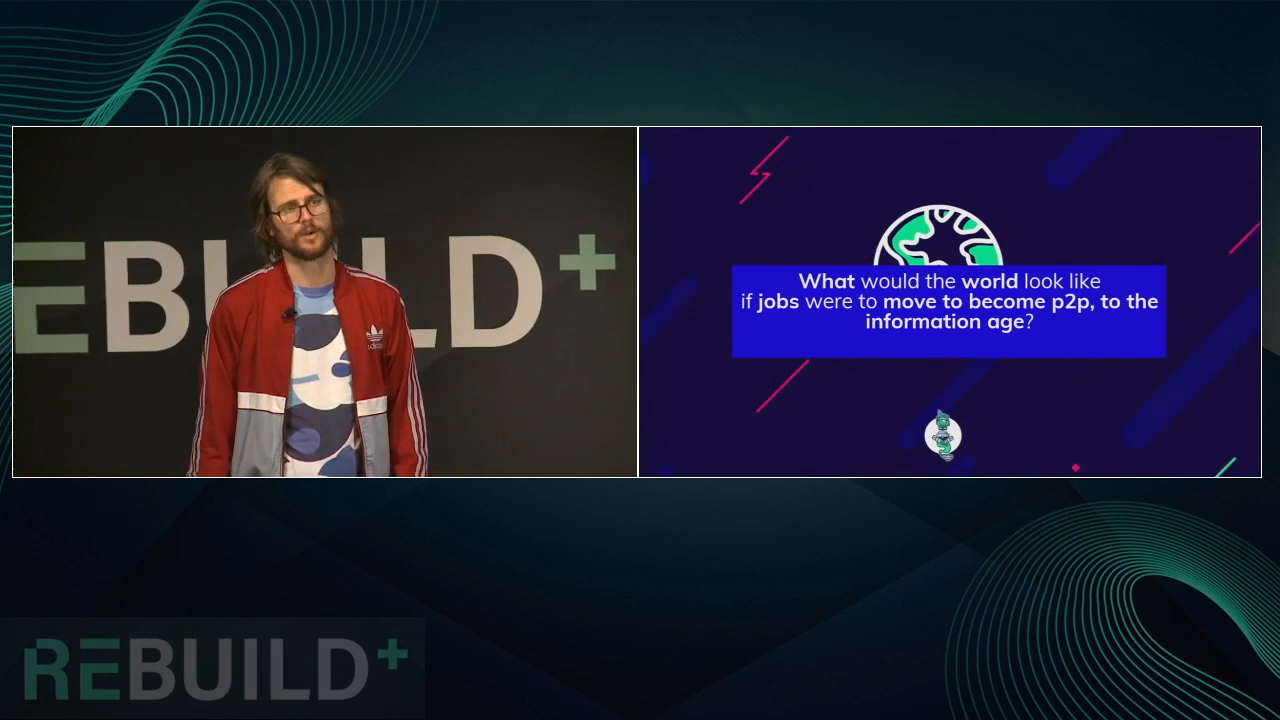 EBUILD+
adidas
What would the world look like
if jobs were to move to become p2p, to the
information age?
REBUILD+